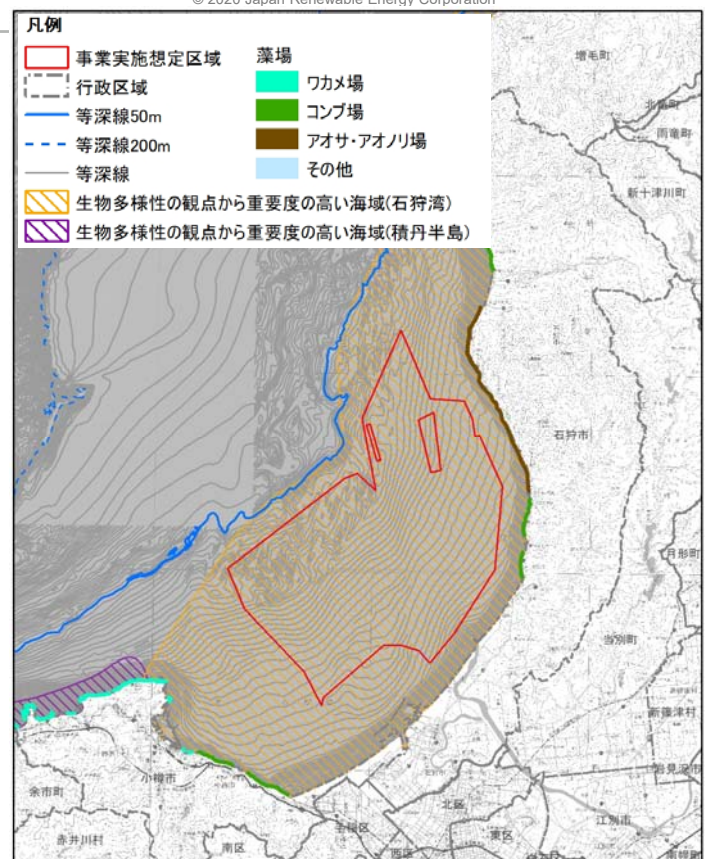 © 2020 Japan Renewable Energy Corporation
凡例
事業実施想定区域
行政区域
等深線50m
等深線200m
等深線
藻場
ワカメ場
コンブ場
アオサ・アオノリ場
その他
生物多様性の観点から重要度の高い海域(石狩湾)
生物多様性の観点から重要度の高い海域(積丹半島)
増毛町
雨竜町
新十津川町
石狩市
月形町
当別町
新篠津村
岩見沢市
小樽市
余市町
赤井川村
南区
西区
北区
東区
江別市